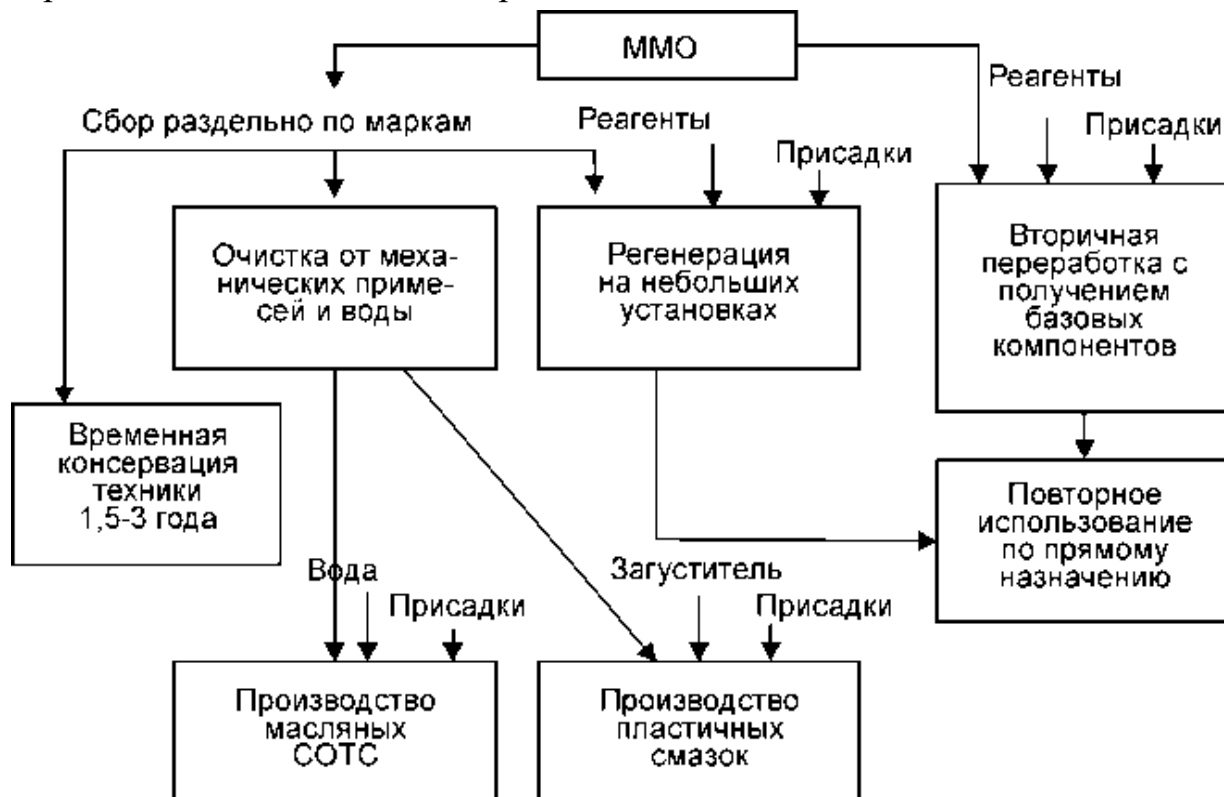 ММО
Реагенты
Сбор раздельно по маркам
Реагенты
Присадки
Присадки
Очистка от меха-
нических приме-
сей и воды
Регенерация
на небольших
установках
Вторичная
переработка с
получением
базовых
компонентов
Временная
консервация
техники
1,5-3 года
Повторное
использование
по прямому
назначению
Вода
Присадки
Загуститель
Присадки
Производство
масляных
СОТС
Производство
пластичных
смазок